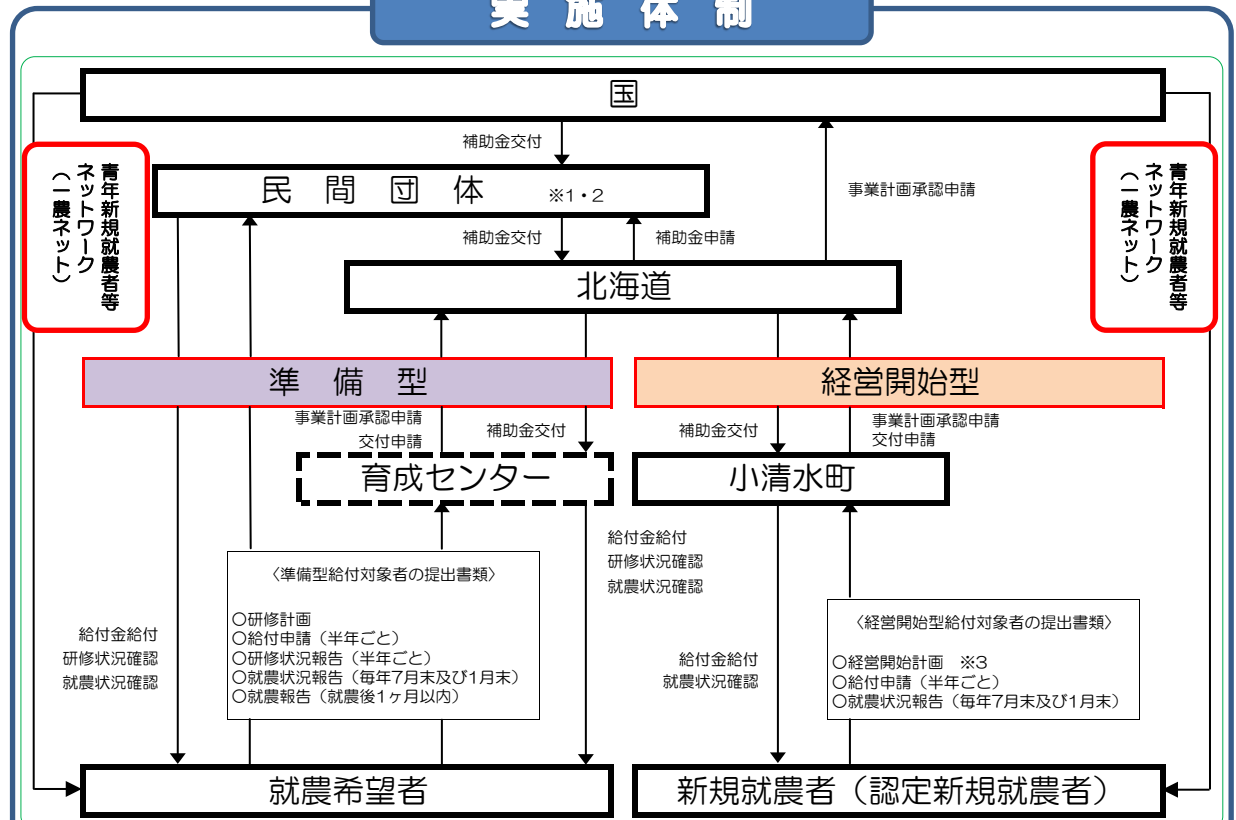 実施体制
国
補助金交付
青年新規就農者等
ネットワーク
(一農ネット)
民間団体 ※1・2
事業計画承認申請
青年新規就農者等
ネットワーク
(一農ネット)
補助金交付
補助金申請
北海道
準備型
経営開始型
事業計画承認申請
交付申請
補助金交付
補助金交付
事業計画承認申請
交付申請
育成センター
小清水町
給付金給付
研修状況確認
就農状況確認
〈準備型給付対象者の提出書類〉
○研修計画
○給付申請(半年ごと)
○研修状況報告(半年ごと)
○就農状況報告(毎年7月末及び1月末)
○就農報告(就農後1ヶ月以内)
給付金給付
研修状況確認
就農状況確認
給付金給付
就農状況確認
〈経営開始型給付対象者の提出書類〉
○経営開始計画 ※3
○給付申請(半年ごと)
○就農状況報告(毎年7月末及び1月末)
就農希望者
新規就農者(認定新規就農者)